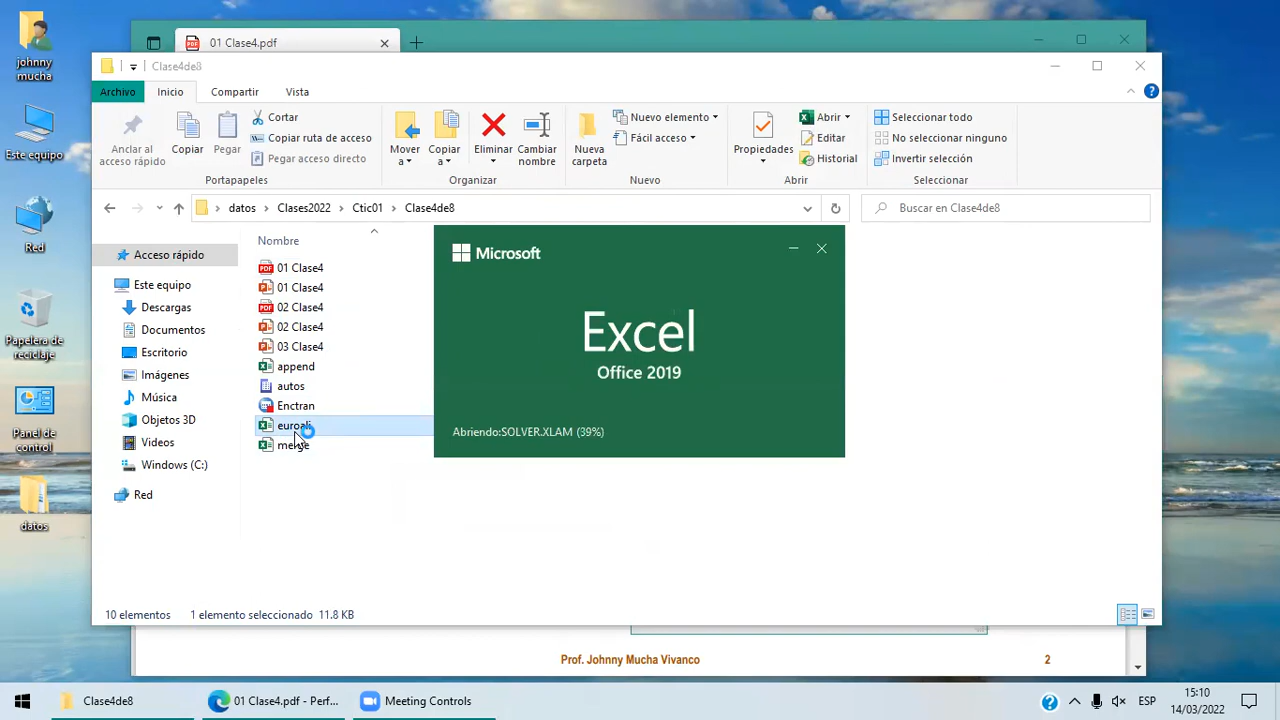 01 Clase4.pdf
johnny
mucha
Clase4de8
Archivo
Inicio
Compartir
Vista
Anclar al
acceso rápido
Copiar
Pegar
Cortar
Copiar ruta de acceso
Pegar acceso directo
Portapapeles
Mover
a
Copiar
a
Eliminar
Cambiar
nombre
Organizar
Nueva
carpeta
Nuevo elemento
Fácil acceso
Nuevo
Propiedades
Abrir
Editar
Historial
Abrir
Seleccionar todo
No seleccionar ninguno
Invertir selección
Seleccionar
Este equipo
datos > Clases2022 > Ctic01 > Clase4de8
Buscar en Clase4de8
Red
Papelera de
reciclaje
Panel de
control
datos
Acceso rápido
Este equipo
Descargas
Documentos
Escritorio
Imágenes
Música
Objetos 3D
Videos
Windows (C:)
Red
Nombre
01 Clase4
01 Clase4
02 Clase4
02 Clase4
03 Clase4
append
autos
Enctran
Microsoft
Excel
Office 2019
Abriendo:SOLVER.XLAM (39%)
10 elementos
1 elemento seleccionado 11.8 KB
Prof. Johnny Mucha Vivanco
2
Clase4de8
01 Clase4.pdf - Perf...
Meeting Controls
ESP
15:10
14/03/2022